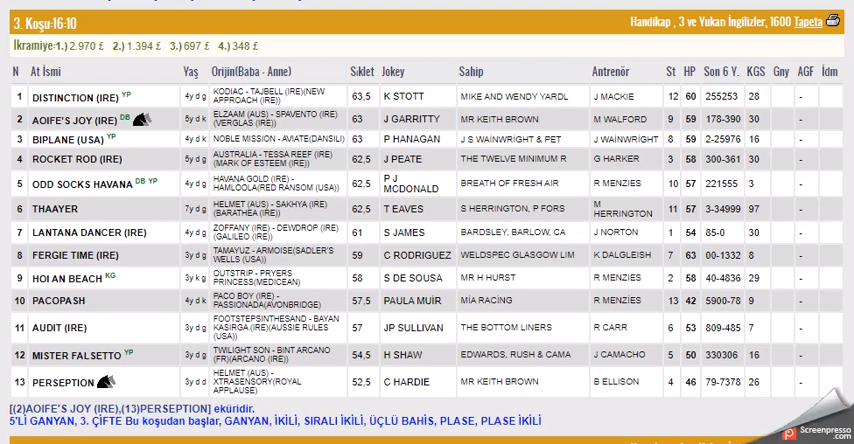 3. Koşu:16:10 Handikap , 3 ve Yukarı İngilizler, 1600 Tapeta
İkramiye:1.) 2.970 £ 2.) 1.394 £ 3.) 697 £ 4.) 348 £
N At İsmi Yaş Orijin(Baba - Anne) Sıklet Jokey Sahip Antrenör St HP Son 6 Y. KGS Gny AGF İdm
1 DISTINCTION (IRE) YP 4y d g KODIAC - TAJBELL (IRE)(NEW APPROACH (IRE)) 63,5 K STOTT MIKE AND WENDY YARDL J MACKIE 12 60 255253 28 -
2 AOIFE'S JOY (IRE) DB 5y d k ELZAAM (AUS) - SPAVENTO (IRE)(VERGLAS (IRE)) 63 J GARRITTY MR KEITH BROWN M WALFORD 9 59 178-390 30 -
3 BIPLANE (USA) YP 4y d k NOBLE MISSION - AVIATE(DANSILI) 63 P HANAGAN J S WAİNWRİGHT & PET J WAİNWRİGHT 8 59 2-25976 16 -
4 ROCKET ROD (IRE) 5y d g AUSTRALIA - TESSA REEF (IRE)(MARK OF ESTEEM (IRE)) 62,5 J PEATE THE TWELVE MINIMUM R G HARKER 3 58 300-361 30 -
5 ODD SOCKS HAVANA DB YP 4y d g HAVANA GOLD (IRE) - HAMLOOLA(RED RANSOM (USA)) 62,5 P J MCDONALD BREATH OF FRESH AIR R MENZIES 10 57 221555 3 -
6 THAAYER 7y d g HELMET (AUS) - SAKHYA (IRE)(BARATHEA (IRE)) 62,5 T EAVES S HERRINGTON, P FORS M HERRINGTON 11 57 3-34999 97 -
7 LANTANA DANCER (IRE) 4y d g ZOFFANY (IRE) - DEWDROP (IRE)(GALILEO (IRE)) 61 S JAMES BARDSLEY, BARLOW, CA J NORTON 1 54 85-0 30 -
8 FERGIE TIME (IRE) 3y d g TAMAYUZ - ARMOISE(SADLER'S WELLS (USA)) 59 C RODRIGUEZ WELDSPEC GLASGOW LIM K DALGLEISH 7 63 00-1332 8 -
9 HOI AN BEACH KG 3y k g OUTSTRIP - PRYERS PRINCESS(MEDICEAN) 58 S DE SOUSA MR H HURST R MENZIES 2 58 40-4836 29 -
10 PACOPASH 4y d k PACO BOY (IRE) - PASSIONADA(AVONBRIDGE) 57,5 PAULA MUİR MİA RACİNG R MENZİES 13 42 5900-78 9 -
11 AUDIT (IRE) 3y d g FOOTSTEPSINTHESAND - BAYAN KASIRGA (IRE)(AUSSIE RULES (USA)) 57 JP SULLIVAN THE BOTTOM LINERS R CARR 6 53 809-485 7 -
12 MISTER FALSETTO YP 3y d g TWILIGHT SON - BINT ARCANO (FR)(ARCANO (IRE)) 54,5 H SHAW EDWARDS, RUSH & CAMA J CAMACHO 5 50 330306 16 -
13 PERSEPTION 3y d d HELMET (AUS) - XTRASENSORY(ROYAL APPLAUSE) 52,5 C HARDIE MR KEITH BROWN B ELLISON 4 46 79-7378 26 -
[(2)AOIFE'S JOY (IRE),(13)PERSEPTION] eküridir.
5'Lİ GANYAN, 3. ÇİFTE Bu koşudan başlar, GANYAN, İKİLİ, SIRALI İKİLİ, ÜÇLÜ BAHİS, PLASE, PLASE İKİLİ
Screenpresso.com